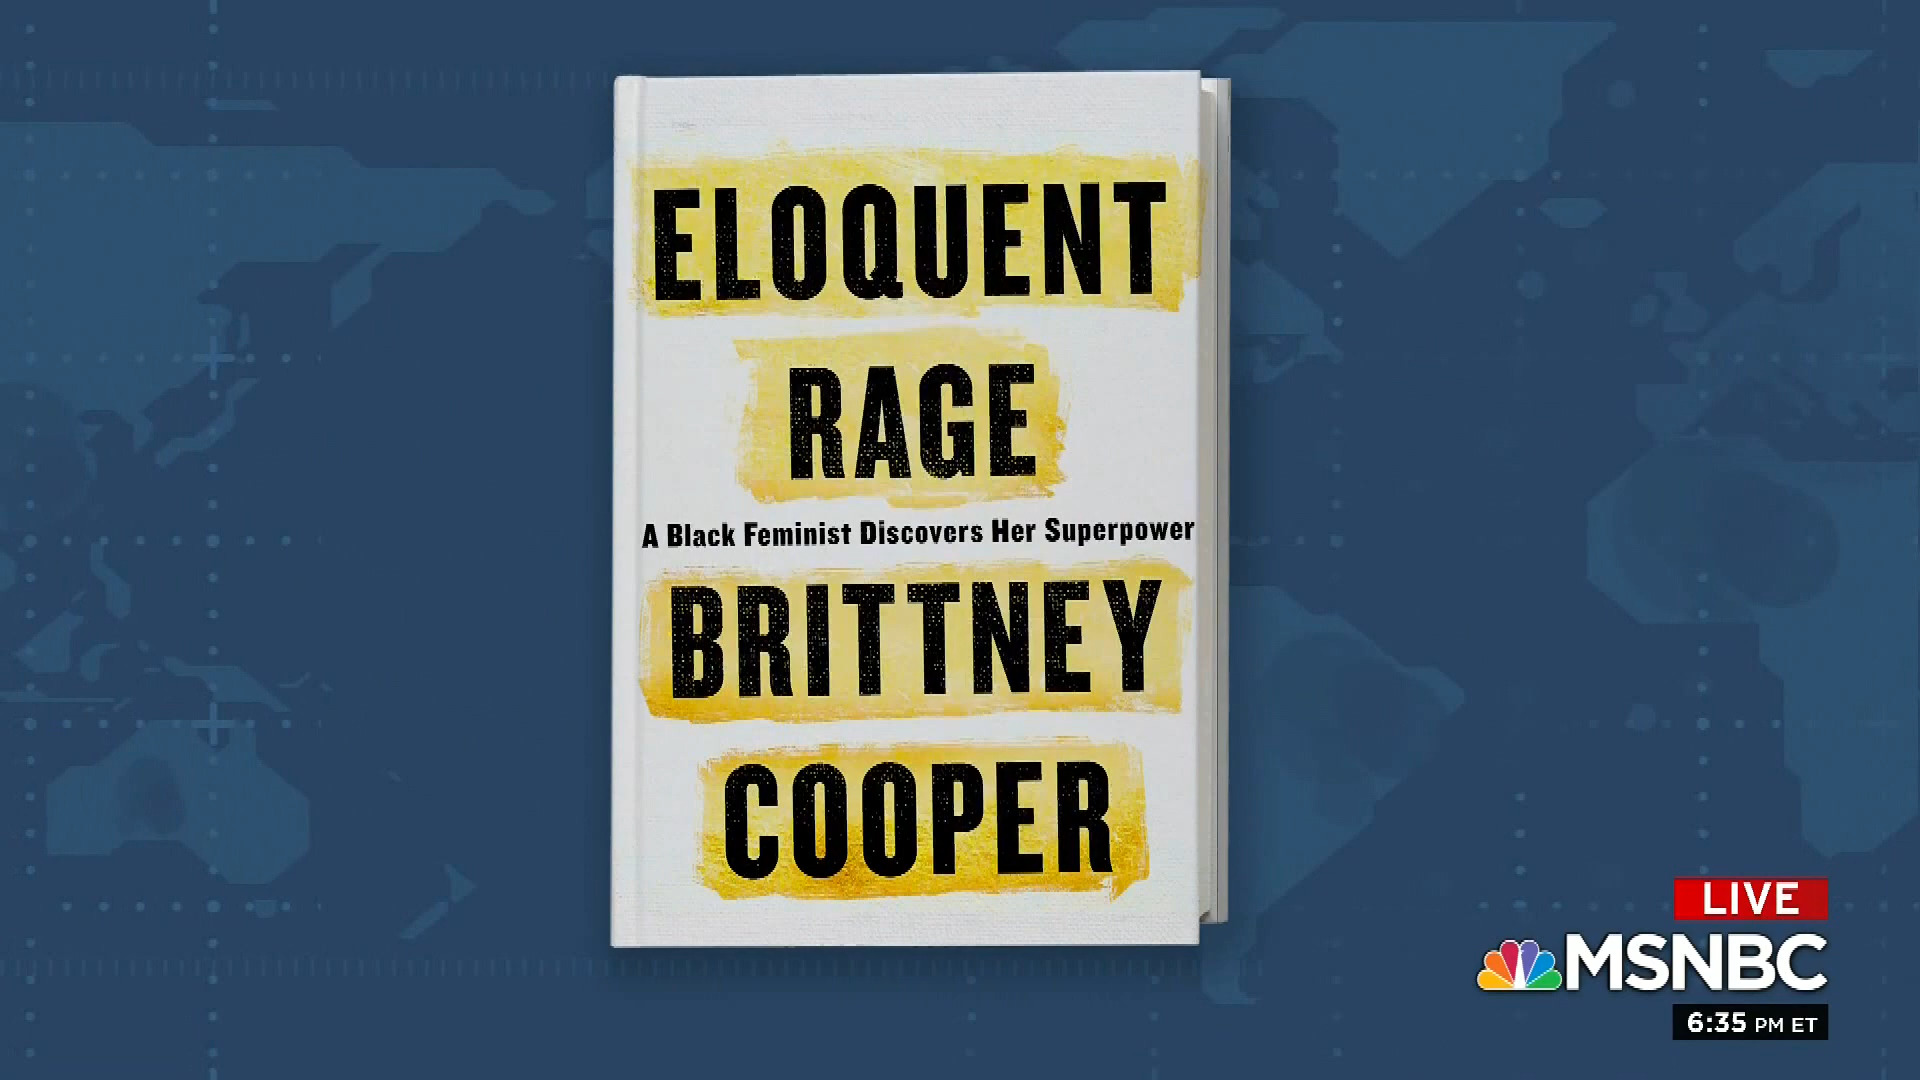 ELOQUENT
RAGE
A Black Feminist Discovers Her Superpower
BRITTNEY
COOPER
LIVE
MSNBC
6:35 PM ET